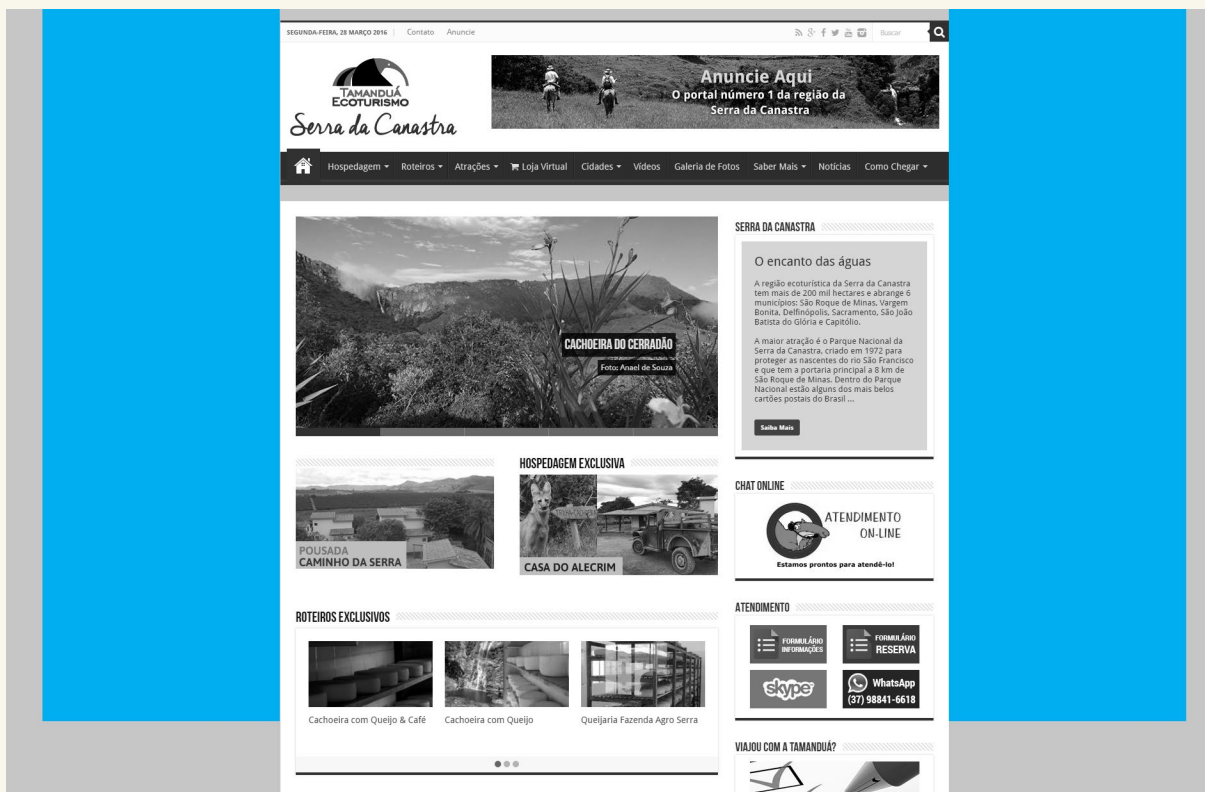 SEGUNDA-FEIRA, 28 MARÇO 2016
Contato
Anuncie
Buscar
TAMANDUÁ
ECOTURISMO
Serra da Canastra
Anuncie Aqui
O portal número 1 da região da
Serra da Canastra
Hospedagem
Roteiros
Atrações
Loja Virtual
Cidades
Vídeos
Galeria de Fotos
Saber Mais
Notícias
Como Chegar
CACHOEIRA DO CERRADÃO
Foto: Anael de Souza
POUSADA
CAMINHO DA SERRA
HOSPEDAGEM EXCLUSIVA
CASA DO ALECRIM
ROTEIROS EXCLUSIVOS
Cachoeira com Queijo & Café
Cachoeira com Queijo
Queijaria Fazenda Agro Serra
SERRA DA CANASTRA
O encanto das águas
A região ecoturística da Serra da Canastra
tem mais de 200 mil hectares e abrange 6
municípios: São Roque de Minas, Vargem
Bonita, Delfinópolis, Sacramento, São João
Batista do Glória e Capitólio.
A maior atração é o Parque Nacional da
Serra da Canastra, criado em 1972 para
proteger as nascentes do rio São Francisco
e que tem a portaria principal a 8 km de
São Roque de Minas. Dentro do Parque
Nacional estão alguns dos mais belos
cartões postais do Brasil ...
Saiba Mais
CHAT ONLINE
ATENDIMENTO
ON-LINE
Estamos prontos para atendê-lo!
ATENDIMENTO
FORMULÁRIO
INFORMAÇÕES
FORMULÁRIO
RESERVA
skype
WhatsApp
(37) 98841-6618
VIAJOU COM A TAMANDUÁ?